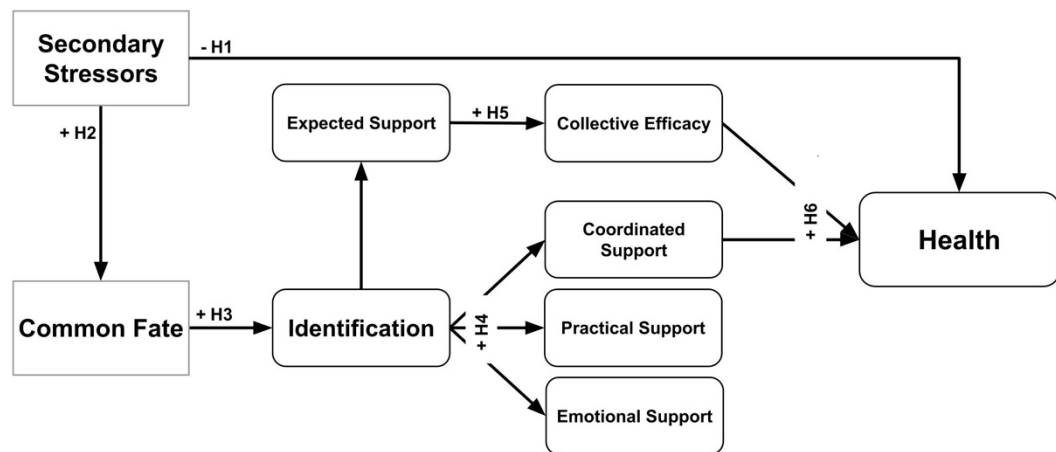 Secondary
Stressors
- H1
+ H2
Expected Support
+ H5
Collective Efficacy
+ H6
Coordinated
Support
Health
Common Fate
+ H3
Identification
+ H4
Practical Support
Emotional Support